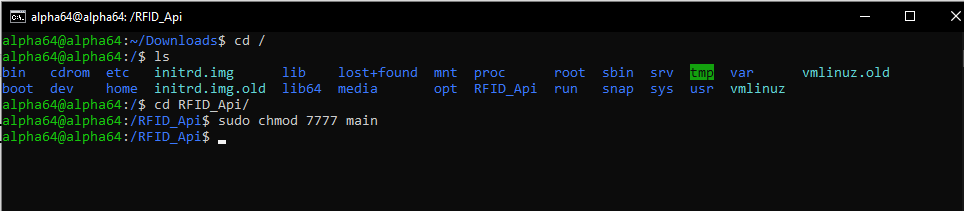 alpha64@alpha64: /RFID_Api
alpha64@alpha64:~/Downloads$ cd /
alpha64@alpha64:/$ ls
bin cdrom etc initrd.img lib lost+found mnt proc root sbin srv tmp var vmlinuz.old
boot dev home initrd.img.old lib64 media opt RFID_Api run snap sys usr vmlinuz
alpha64@alpha64:/$ cd RFID_Api/
alpha64@alpha64:/RFID_Api$ sudo chmod 7777 main
alpha64@alpha64:/RFID_Api$